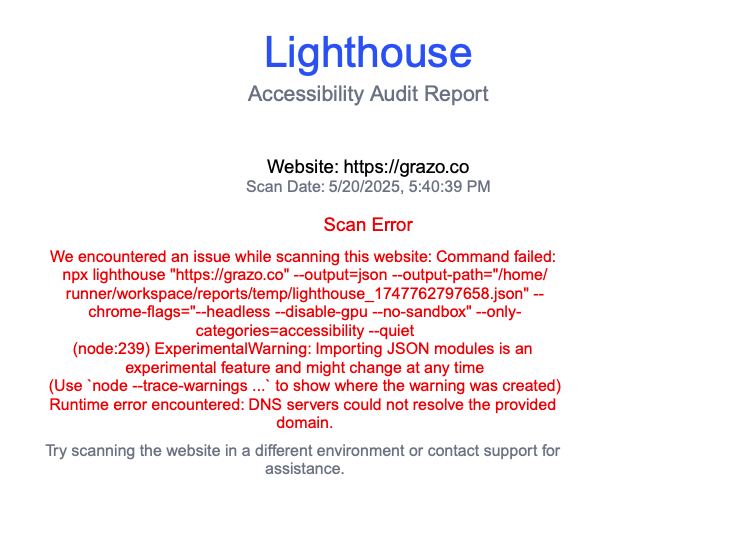 Lighthouse
Accessibility Audit Report
Website: https://grazo.co
Scan Date: 5/20/2025, 5:40:39 PM
Scan Error
We encountered an issue while scanning this website: Command failed:
npx lighthouse "https://grazo.co" --output=json --output-path="/home/
runner/workspace/reports/temp/lighthouse_1747762797658.json" --
chrome-flags="--headless --disable-gpu --no-sandbox" --only-
categories=accessibility --quiet
(node:239) ExperimentalWarning: Importing JSON modules is an
experimental feature and might change at any time
(Use `node --trace-warnings ...` to show where the warning was created)
Runtime error encountered: DNS servers could not resolve the provided
domain.
Try scanning the website in a different environment or contact support for
assistance.